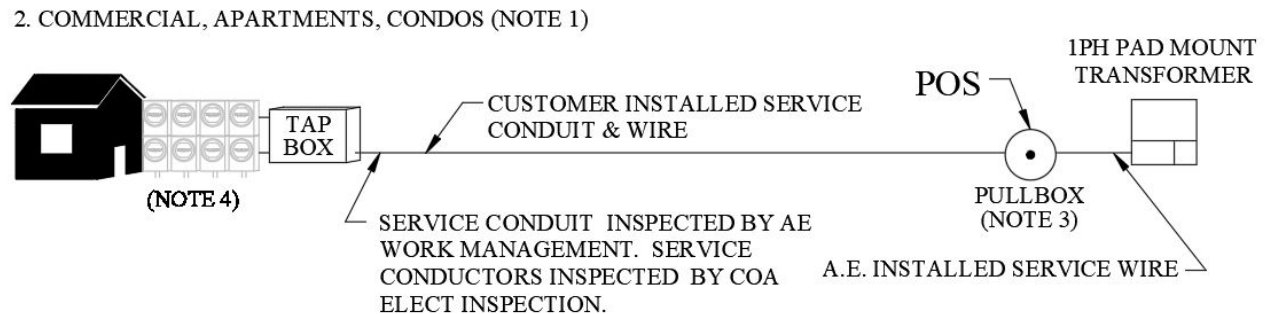 2. COMMERCIAL, APARTMENTS, CONDOS (NOTE 1)
1PH PAD MOUNT
TRANSFORMER
POS
CUSTOMER INSTALLED SERVICE
CONDUIT & WIRE
TAP
BOX
(NOTE 4)
PULLBOX
(NOTE 3)
SERVICE CONDUIT INSPECTED BY AE
WORK MANAGEMENT. SERVICE
CONDUCTORS INSPECTED BY COA
ELECT INSPECTION.
A.E. INSTALLED SERVICE WIRE